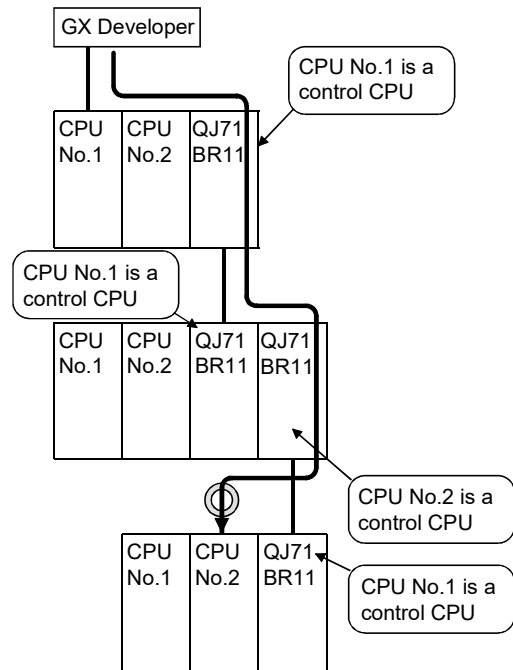 GX Developer
CPU No.1 is a
control CPU
CPU
No.1
CPU
No.2
QJ71
BR11
CPU No.1 is a
control CPU
CPU
No.1
CPU
No.2
QJ71
BR11
QJ71
BR11
CPU No.2 is a
control CPU
CPU
No.1
CPU
No.2
QJ71
BR11
CPU No.1 is a
control CPU